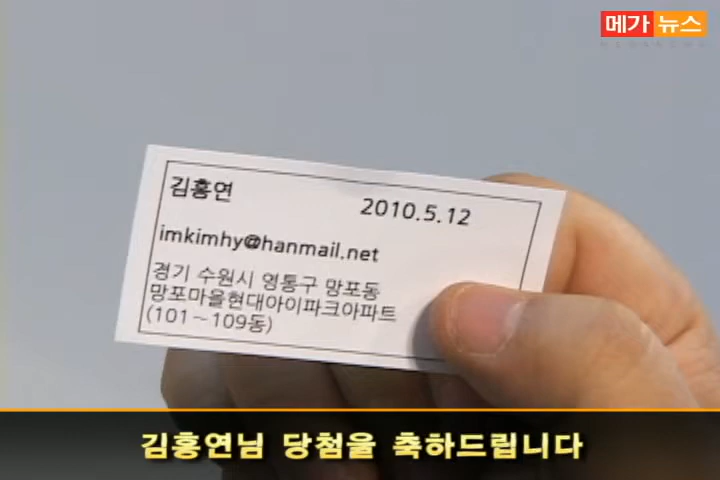 메가 뉴스
김홍연
2010.5.12
imkimhy@hanmail.net
경기 수원시 영통구 망포동
망포마을현대아이파크아파트
(101~109동)
김홍연님 당첨을 축하드립니다